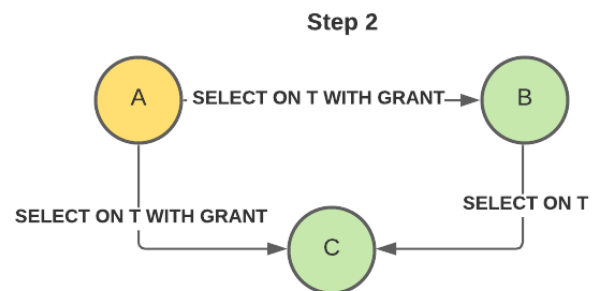 Step 2
A
SELECT ON T WITH GRANT
B
SELECT ON T WITH GRANT
SELECT ON T
C